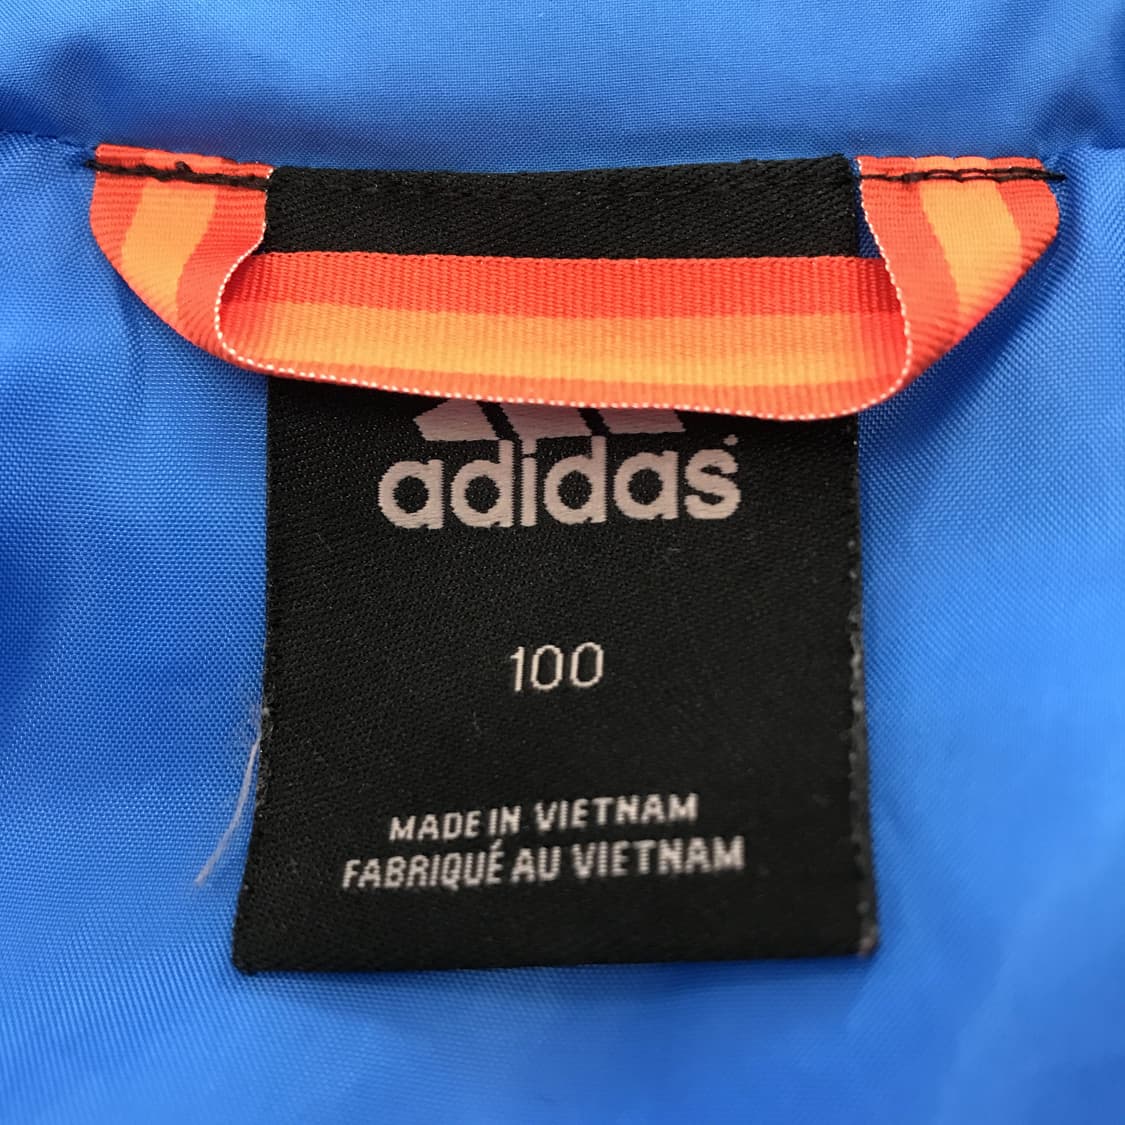 adidas
100
MADE IN VIETNAM
FABRIQUÉ AU VIETNAM